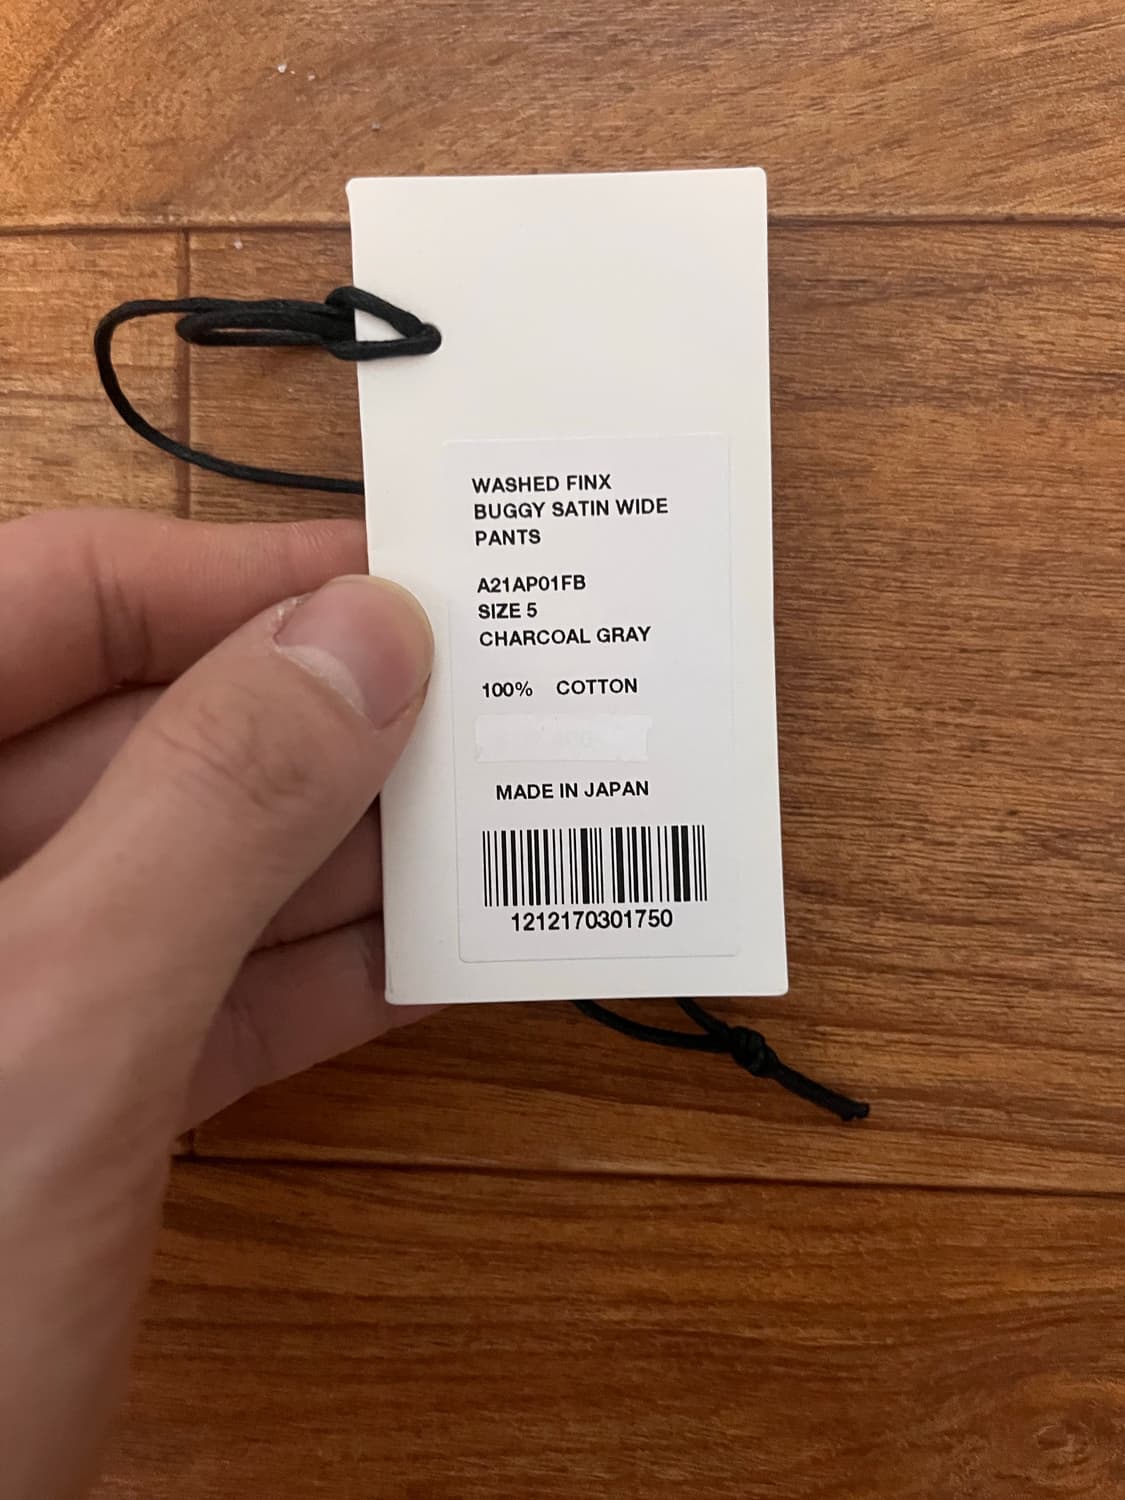 WASHED FINX
BUGGY SATIN WIDE
PANTS
A21AP01FB
SIZE 5
CHARCOAL GRAY
100% COTTON
MADE IN JAPAN
1212170301750